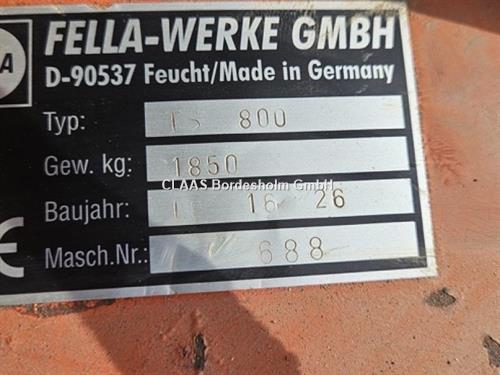 FELLA-WERKE GMBH
D-90537 Feucht/Made in Germany
Typ: TS 800
Gew. kg: 1850
CLAAS Bordesholm GmbH
Baujahr: 16 26
Masch.Nr.: 688